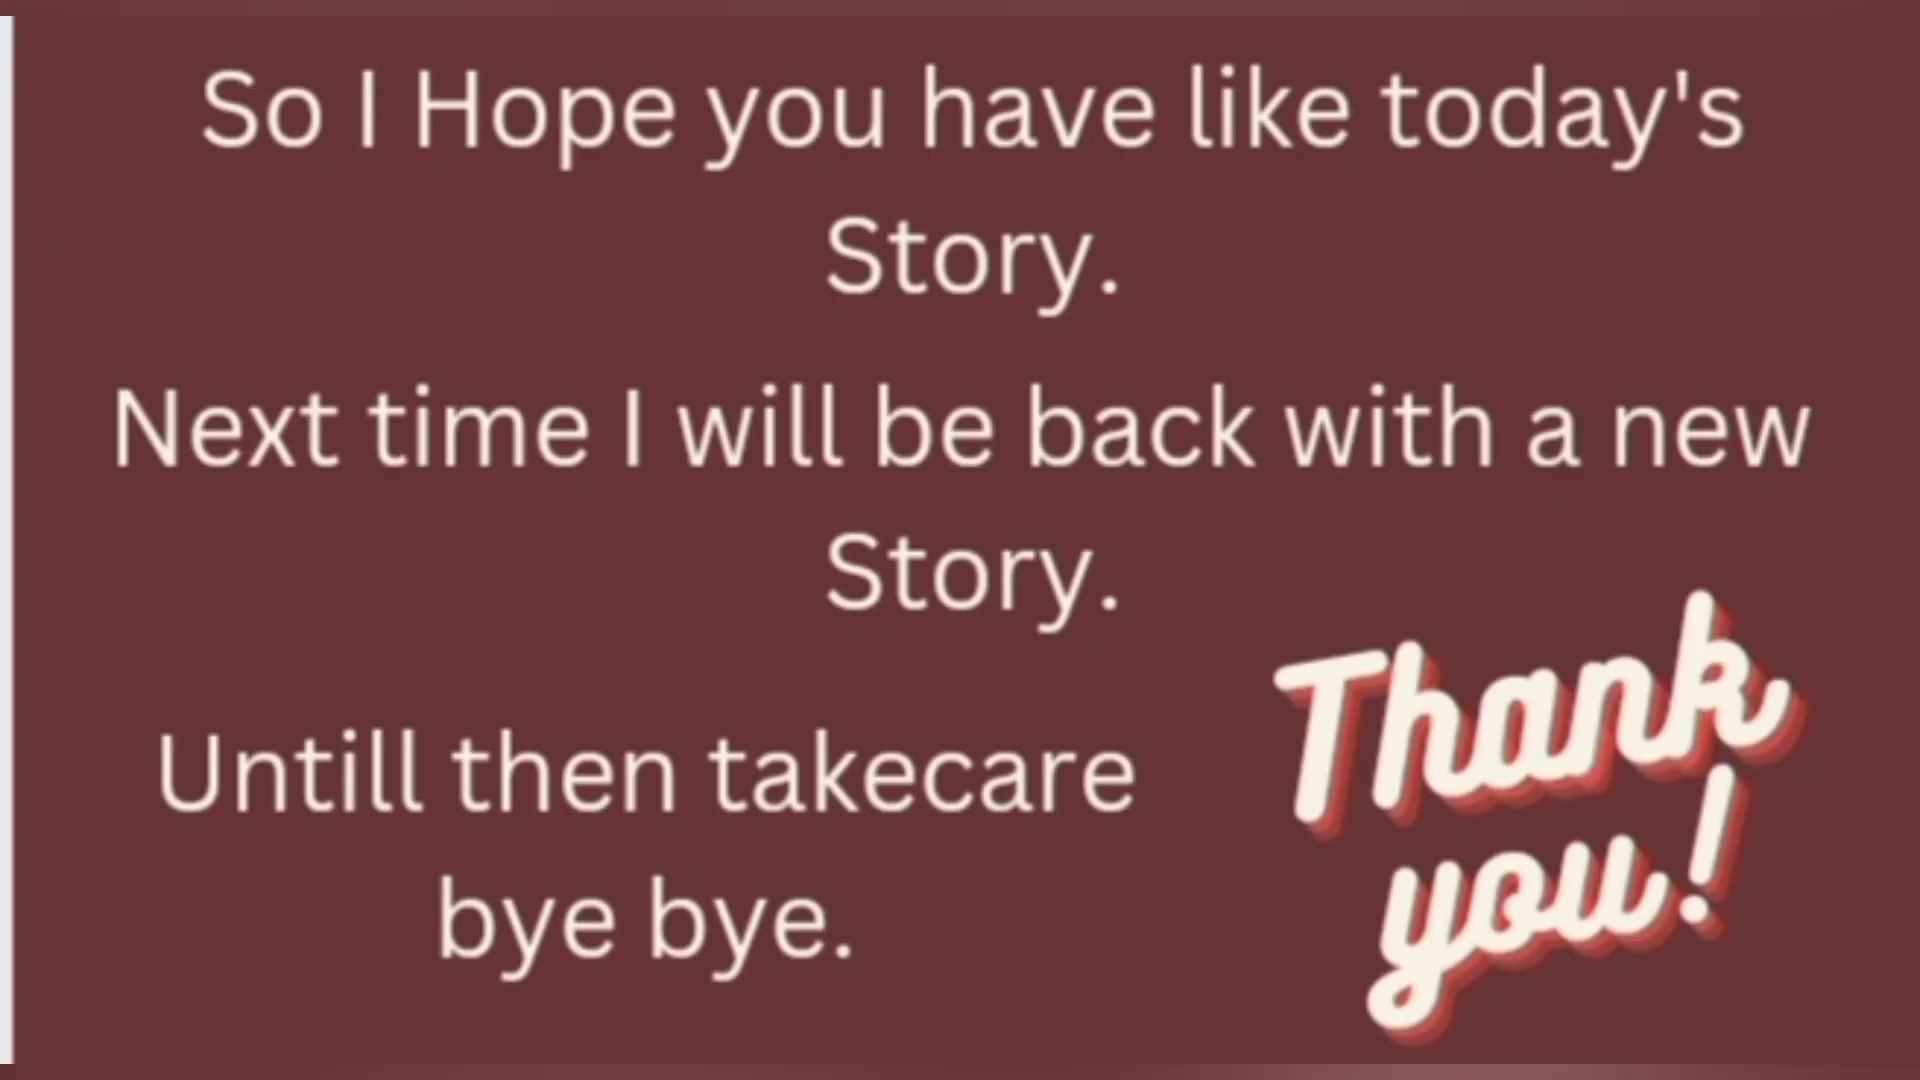 So I Hope you have like today's
Story.
Next time I will be back with a new
Story.
Untill then takecare
bye bye.
Thank
you!